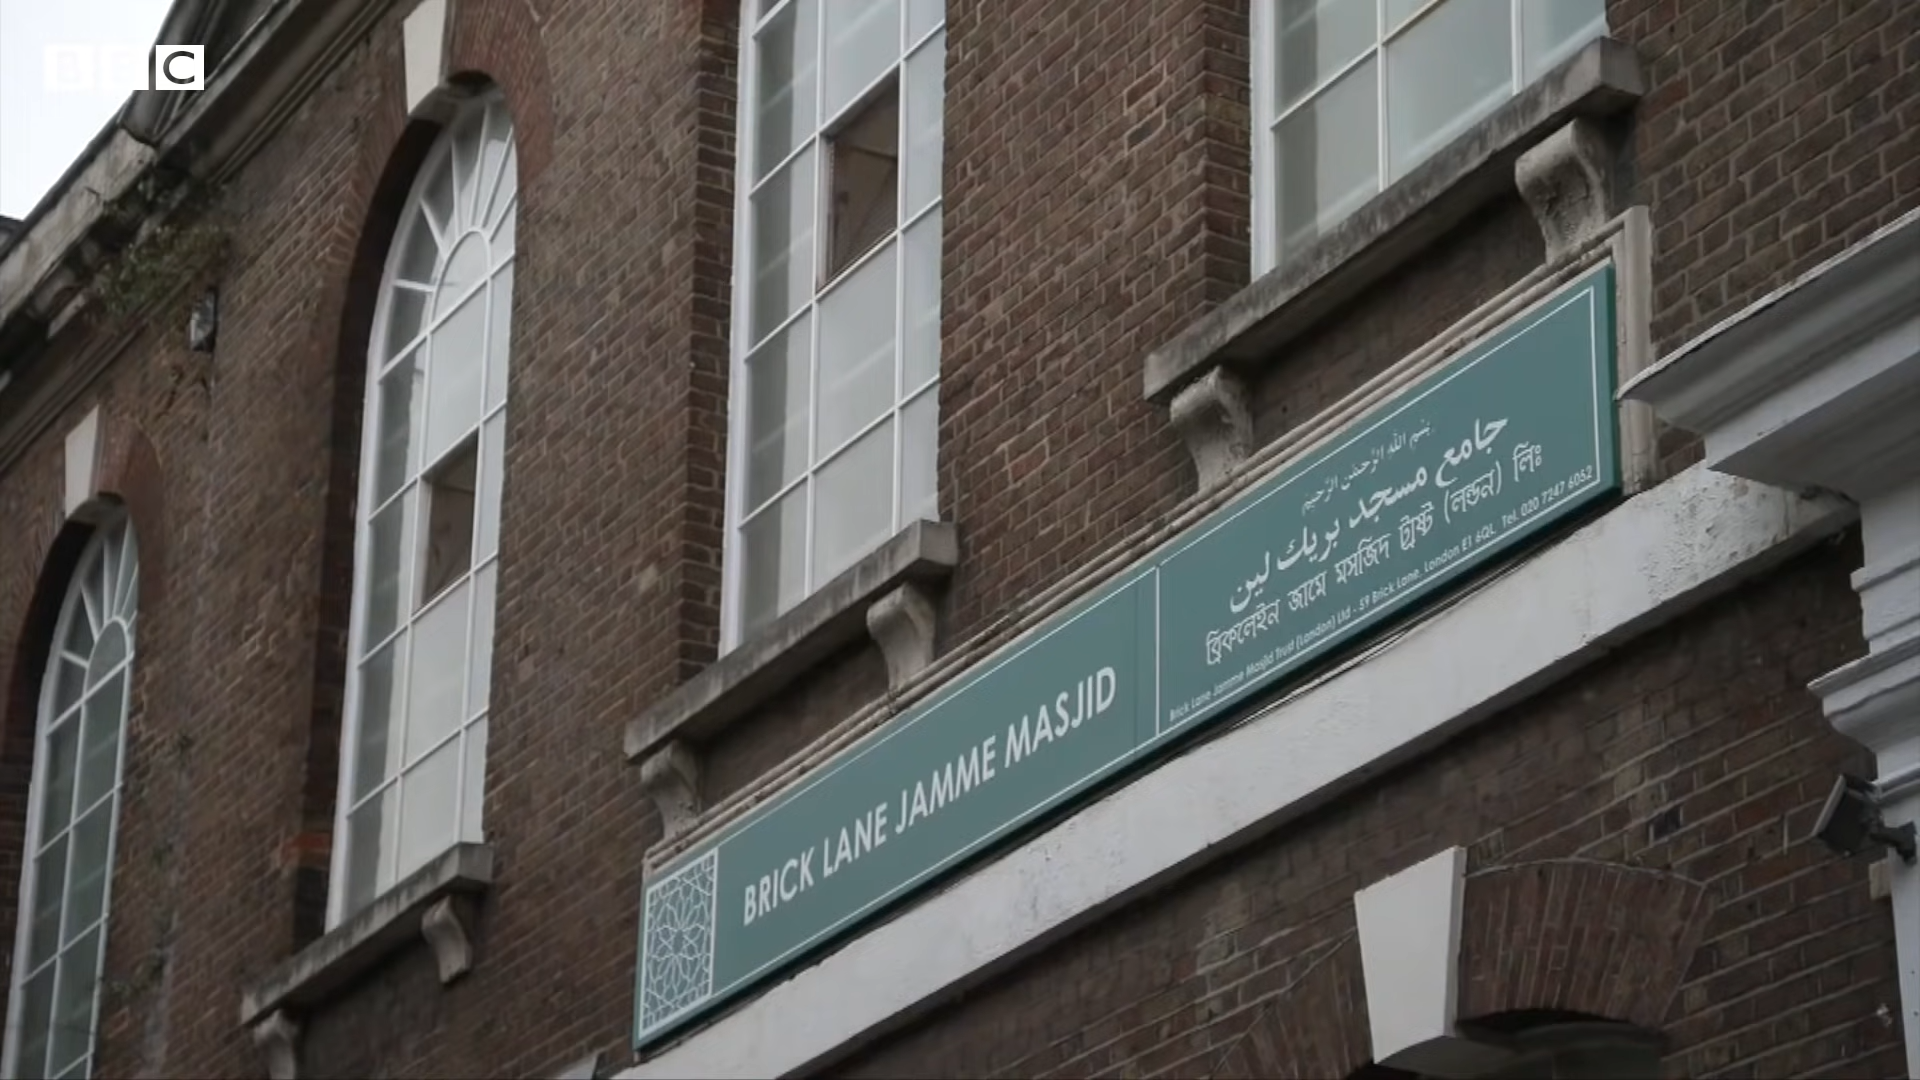 BBC
BRICK LANE JAMME MASJID
بسم الله الرحمن الرحيم
جامع مسجد بريك لين
ব্রিকলেইন জামে মসজিদ ট্রাষ্ট (লন্ডন) লিঃ
Brick Lane Jamme Masjid Trust (London) Ltd - 59 Brick Lane, London E1 6QL Tel. 020 7247 6052